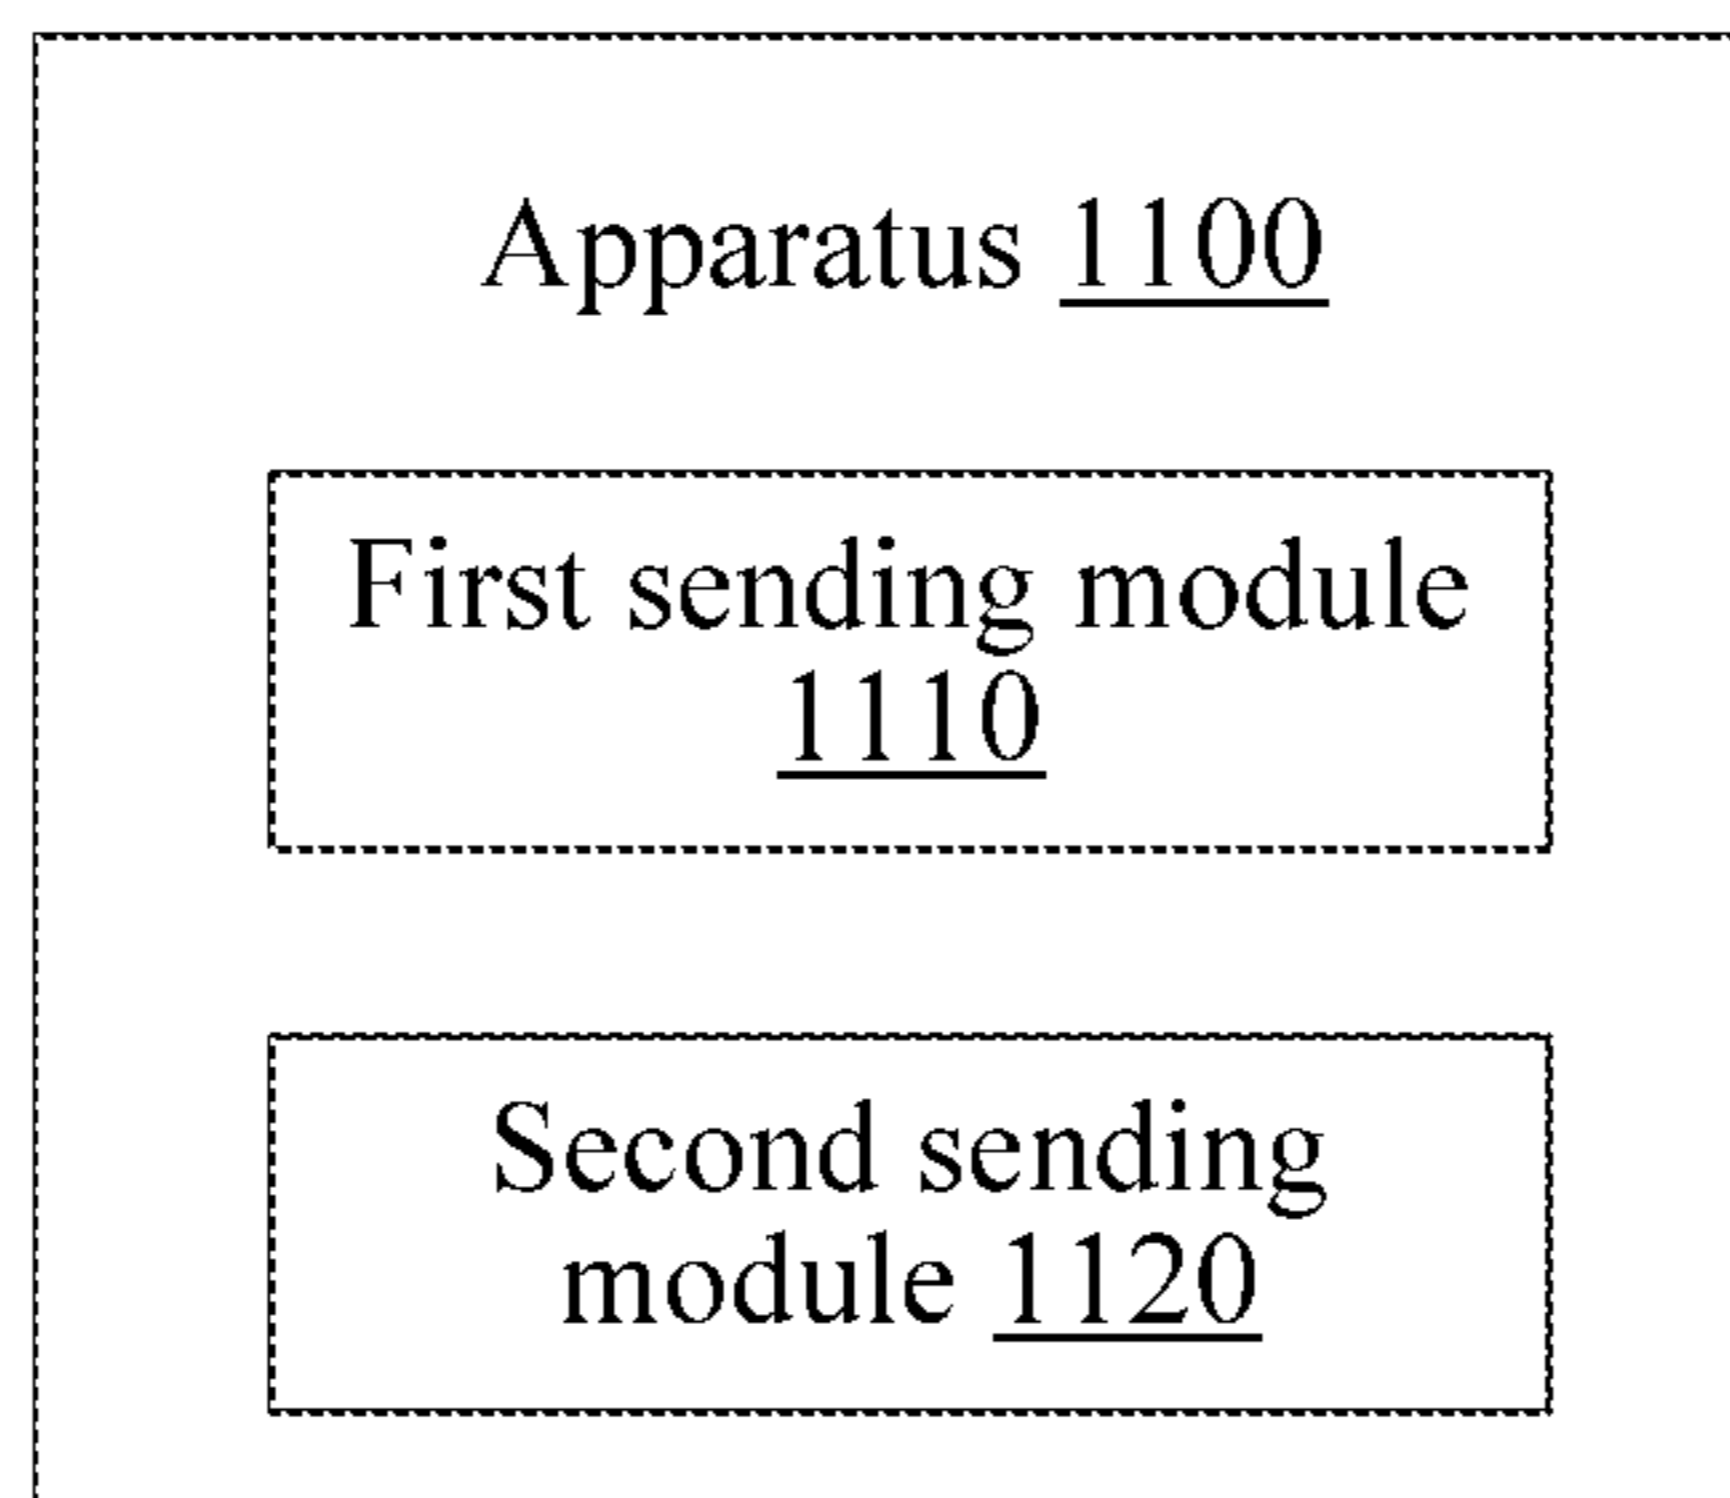 Apparatus 1100
First sending module
1110
Second sending
module 1120